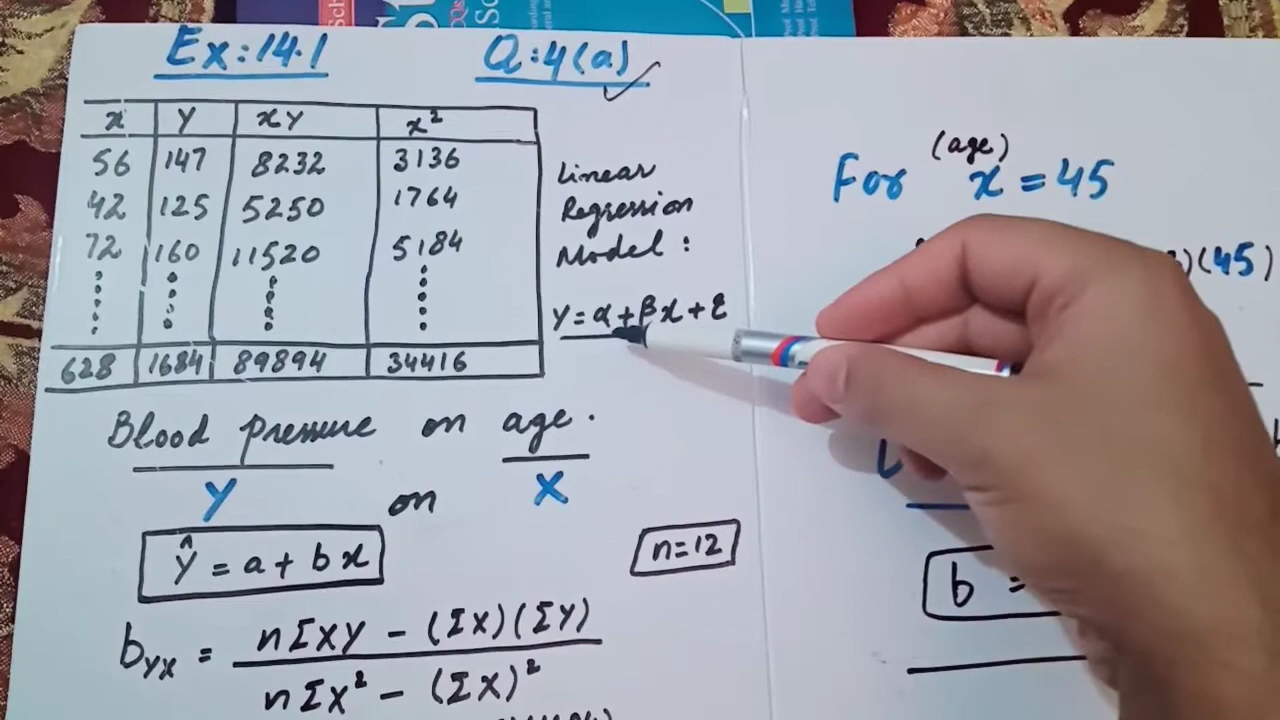 Ex:14.1
Q:4(a)
x Y xY x²
56 147 8232 3136
42 125 5250 1764
72 160 11520 5184
628 1684 89894 34416
Linear
Regression
Model:
Y=α+βx+ε
Blood pressure on age.
Y on X
Ŷ = a + bx
n=12
bYX = nΣXY - (ΣX)(ΣY)
nΣX² - (ΣX)²
(age)
For x = 45
)(45)
b =